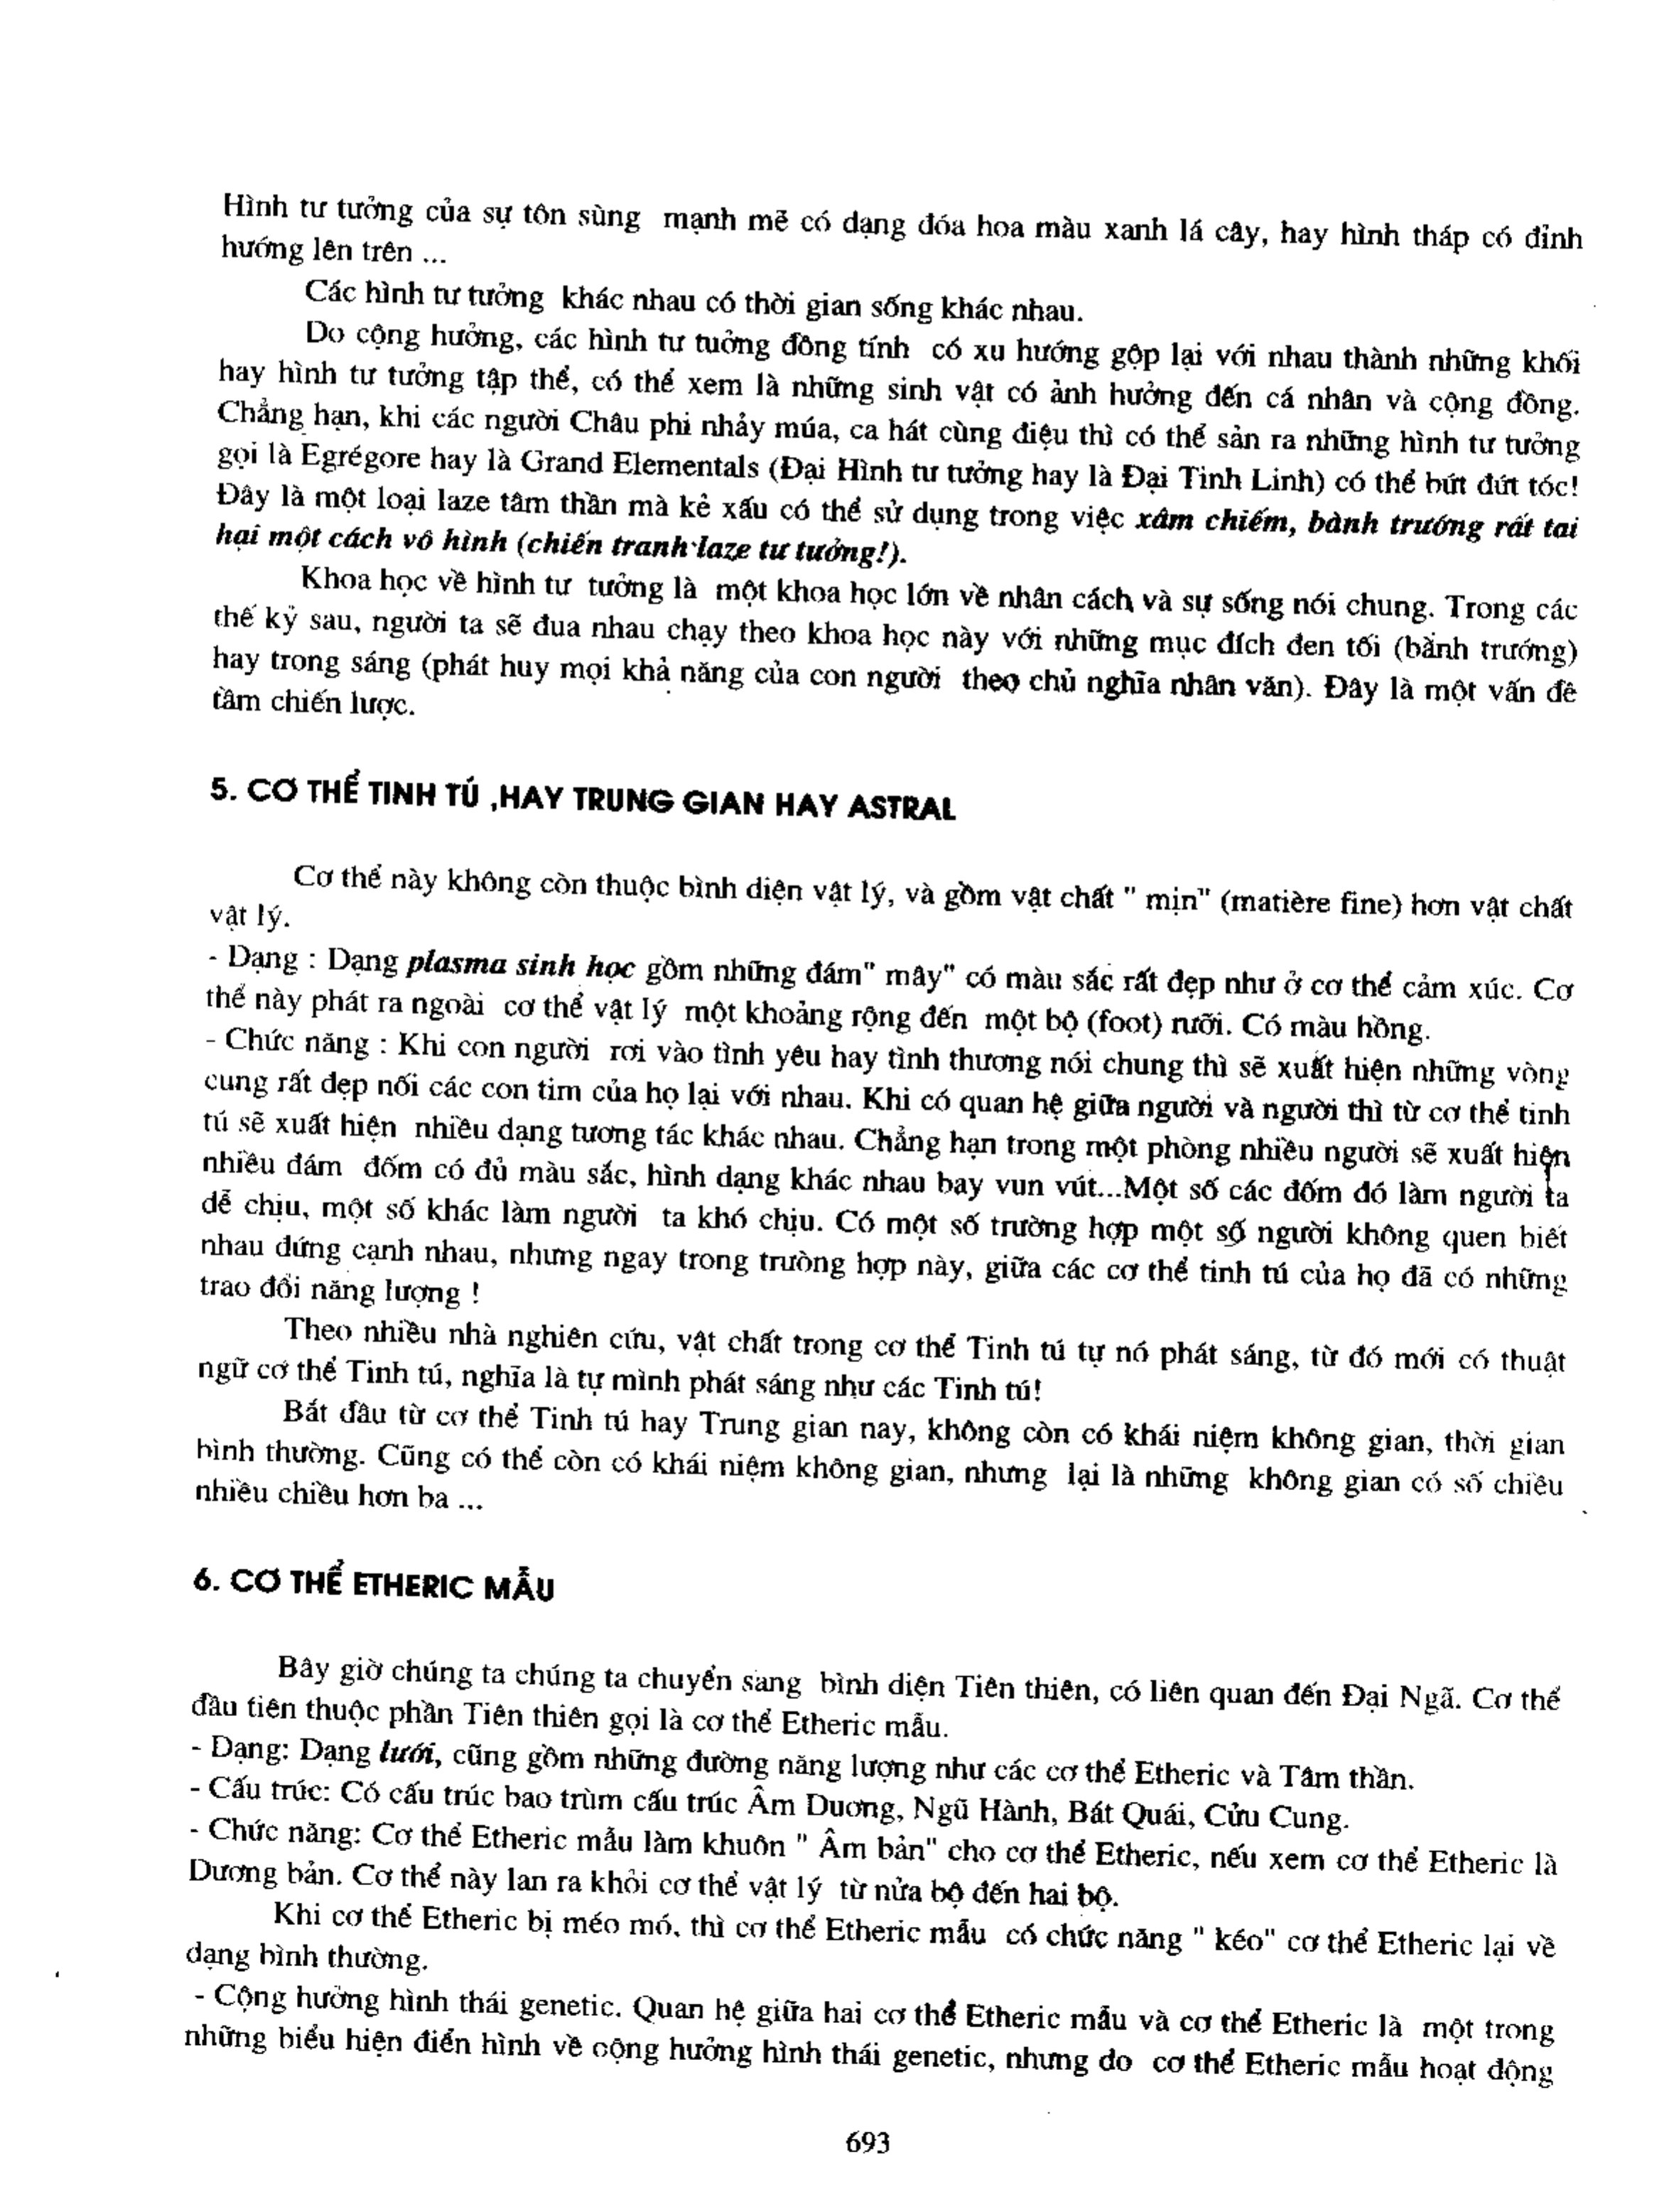 Hình tư tưởng của sự tôn sùng mạnh mẽ có dạng đóa hoa màu xanh lá cây, hay hình tháp có đỉnh
hướng lên trên ...
Các hình tư tưởng khác nhau có thời gian sống khác nhau.
Do cộng hưởng, các hình tư tuởng đồng tính có xu hướng gộp lại với nhau thành những khối
hay hình tư tưởng tập thể, có thể xem là những sinh vật có ảnh hưởng đến cá nhân và cộng đồng.
Chẳng hạn, khi các người Châu phi nhảy múa, ca hát cùng điệu thì có thể sản ra những hình tư tưởng
gọi là Egrégore hay là Grand Elementals (Đại Hình tư tưởng hay là Đại Tinh Linh) có thể bứt đứt tóc!
Đây là một loại laze tâm thần mà kẻ xấu có thể sử dụng trong việc xâm chiếm, bành trướng rất tai
hại một cách vô hình (chiến tranh laze tư tưởng!).
Khoa học về hình tư tưởng là một khoa học lớn về nhân cách và sự sống nói chung. Trong các
thế kỷ sau, người ta sẽ đua nhau chạy theo khoa học này với những mục đích đen tối (bành trướng)
hay trong sáng (phát huy mọi khả năng của con người theo chủ nghĩa nhân văn). Đây là một vấn đề
tầm chiến lược.
5. CƠ THỂ TINH TÚ ,HAY TRUNG GIAN HAY ASTRAL
Cơ thể này không còn thuộc bình diện vật lý, và gồm vật chất " mịn" (matière fine) hơn vật chất
vật lý.
- Dạng : Dạng plasma sinh học gồm những đám" mây" có màu sắc rất đẹp như ở cơ thể cảm xúc. Cơ
thể này phát ra ngoài cơ thể vật lý một khoảng rộng đến một bộ (foot) rưỡi. Có màu hồng.
- Chức năng : Khi con người rơi vào tình yêu hay tình thương nói chung thì sẽ xuất hiện những vòng
cung rất đẹp nối các con tim của họ lại với nhau. Khi có quan hệ giữa người và người thì từ cơ thể tinh
tú sẽ xuất hiện nhiều dạng tương tác khác nhau. Chẳng hạn trong một phòng nhiều người sẽ xuất hiện
nhiều đám đốm có đủ màu sắc, hình dạng khác nhau bay vun vút...Một số các đốm đó làm người ta
dễ chịu, một số khác làm người ta khó chịu. Có một số trường hợp một số người không quen biết
nhau đứng cạnh nhau, nhưng ngay trong trường hợp này, giữa các cơ thể tinh tú của họ đã có những
trao đổi năng lượng !
Theo nhiều nhà nghiên cứu, vật chất trong cơ thể Tinh tú tự nó phát sáng, từ đó mới có thuật
ngữ cơ thể Tinh tú, nghĩa là tự mình phát sáng như các Tinh tú!
Bắt đầu từ cơ thể Tinh tú hay Trung gian nay, không còn có khái niệm không gian, thời gian
bình thường. Cũng có thể còn có khái niệm không gian, nhưng lại là những không gian có số chiều
nhiều chiều hơn ba ...
6. CƠ THỂ ETHERIC MẪU
Bây giờ chúng ta chúng ta chuyển sang bình diện Tiên thiên, có liên quan đến Đại Ngã. Cơ thể
đầu tiên thuộc phần Tiên thiên gọi là cơ thể Etheric mẫu.
- Dạng: Dạng lưới, cũng gồm những đường năng lượng như các cơ thể Etheric và Tâm thần.
- Cấu trúc: Có cấu trúc bao trùm cấu trúc Âm Dương, Ngũ Hành, Bát Quái, Cửu Cung.
- Chức năng: Cơ thể Etheric mẫu làm khuôn " Âm bản" cho cơ thể Etheric, nếu xem cơ thể Etheric là
Dương bản. Cơ thể này lan ra khỏi cơ thể vật lý từ nửa bộ đến hai bộ.
Khi cơ thể Etheric bị méo mó, thì cơ thể Etheric mẫu có chức năng " kéo" cơ thể Etheric lại về
dạng bình thường.
- Cộng hưởng hình thái genetic. Quan hệ giữa hai cơ thể Etheric mẫu và cơ thể Etheric là một trong
những biểu hiện điển hình về cộng hưởng hình thái genetic, nhưng do cơ thể Etheric mẫu hoạt động
693